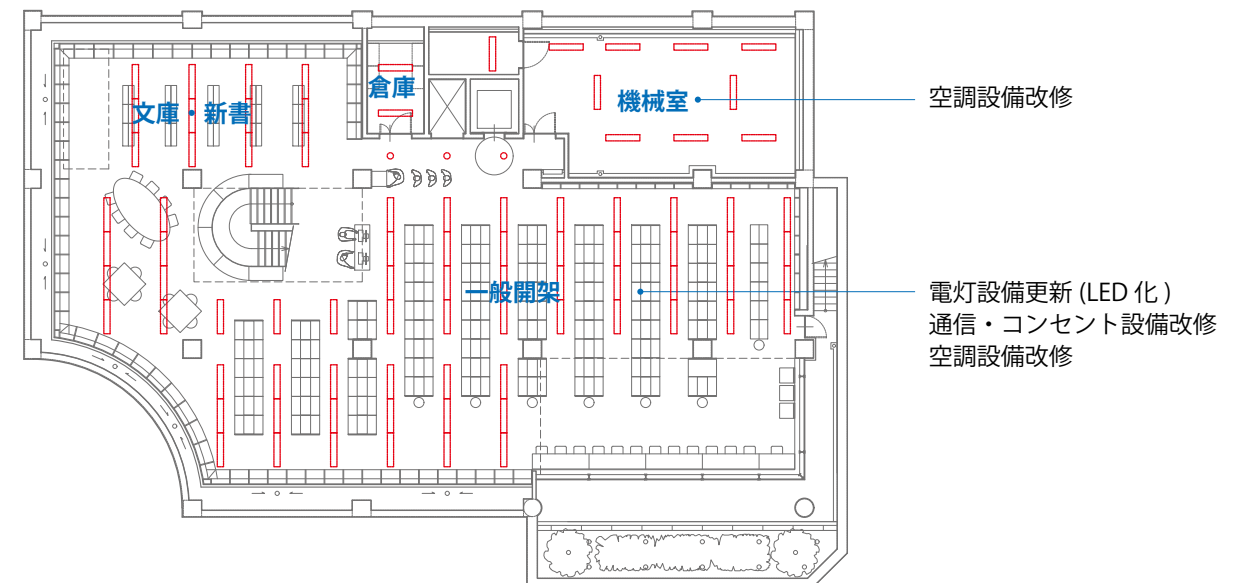 文庫・新書
倉庫
機械室
空調設備改修
一般開架
電灯設備更新 (LED 化 )
通信・コンセント設備改修
空調設備改修